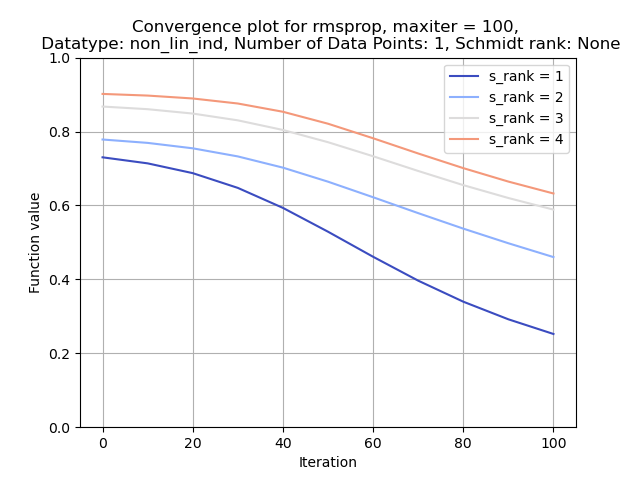 Convergence plot for rmsprop, maxiter = 100,
Datatype: non_lin_ind, Number of Data Points: 1, Schmidt rank: None
1.0
0.8
0.6
0.4
0.2
0.0
Function value
s_rank = 1
s_rank = 2
s_rank = 3
s_rank = 4
0 20 40 60 80 100
Iteration